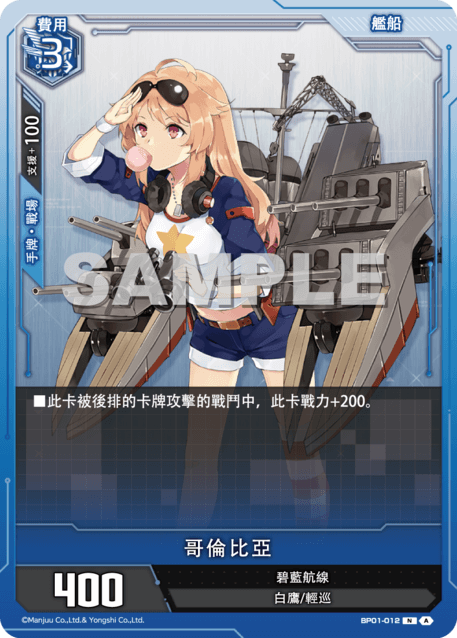 費用
3
艦船
支援+100
手牌・戰場
SAMPLE
■此卡被後排的卡牌攻擊的戰鬥中，此卡戰力+200。
哥倫比亞
400
碧藍航線
白鷹/輕巡
©Manjuu Co.,Ltd.& Yongshi Co.,Ltd.
BP01-012 N A